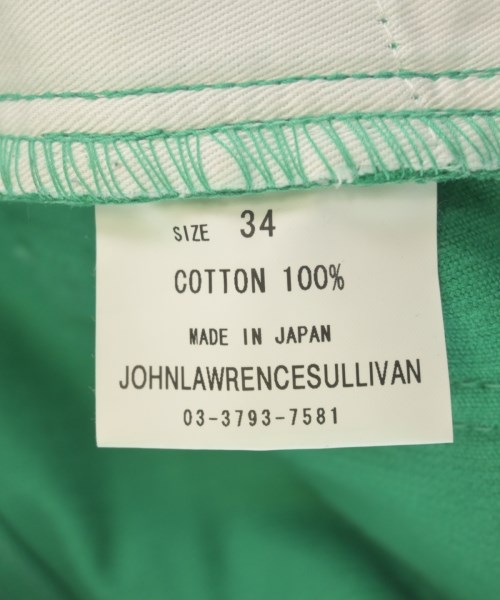 SIZE 34
COTTON 100%
MADE IN JAPAN
JOHNLAWRENCESULLIVAN
03-3793-7581